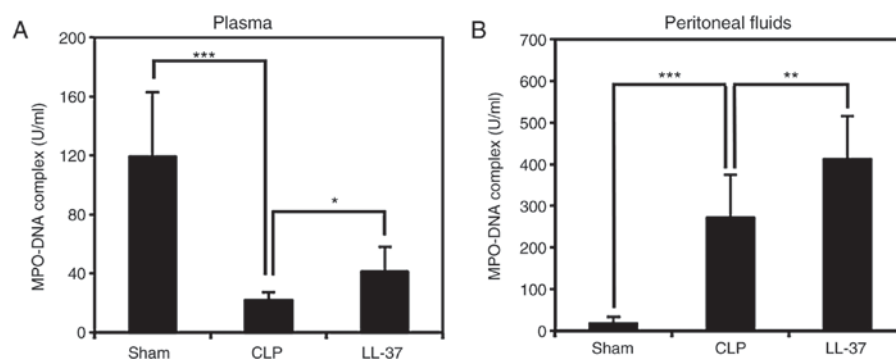 A
Plasma
MPO-DNA complex (U/ml)
200
160
120
80
40
0
***
*
Sham CLP LL-37
B
Peritoneal fluids
MPO-DNA complex (U/ml)
700
600
500
400
300
200
100
0
***
**
Sham CLP LL-37